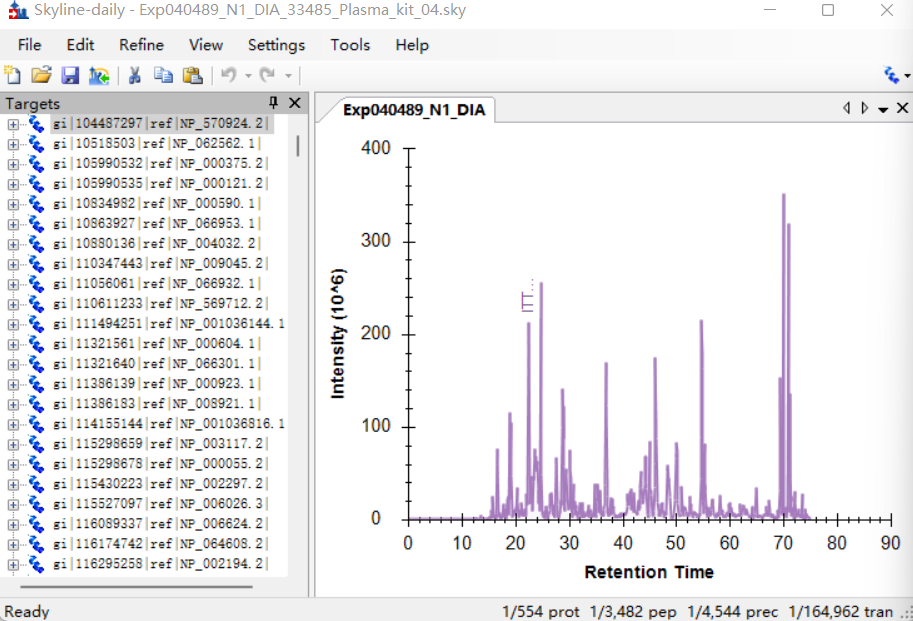 Skyline-daily - Exp040489_N1_DIA_33485_Plasma_kit_04.sky
File Edit Refine View Settings Tools Help
Targets
gi|104487297|ref|NP_570924.2|
gi|10518503|ref|NP_062562.1|
gi|105990532|ref|NP_000375.2|
gi|105990535|ref|NP_000121.2|
gi|10834982|ref|NP_000590.1|
gi|10863927|ref|NP_066953.1|
gi|10880136|ref|NP_004032.2|
gi|110347443|ref|NP_009045.2|
gi|11056061|ref|NP_066932.1|
gi|110611233|ref|NP_569712.2|
gi|111494251|ref|NP_001036144.1
gi|11321561|ref|NP_000604.1|
gi|11321640|ref|NP_066301.1|
gi|11386139|ref|NP_000923.1|
gi|11386183|ref|NP_008921.1|
gi|114155144|ref|NP_001036816.1
gi|115298659|ref|NP_003117.2|
gi|115298678|ref|NP_000055.2|
gi|115430223|ref|NP_002297.2|
gi|115527097|ref|NP_006026.3|
gi|116089337|ref|NP_006624.2|
gi|116174742|ref|NP_064608.2|
gi|116295258|ref|NP_002194.2|
Exp040489_N1_DIA
Intensity (10^6)
400
300
200
100
0
0 10 20 30 40 50 60 70 80 90
Retention Time
Ready
1/554 prot 1/3,482 pep 1/4,544 prec 1/164,962 tran